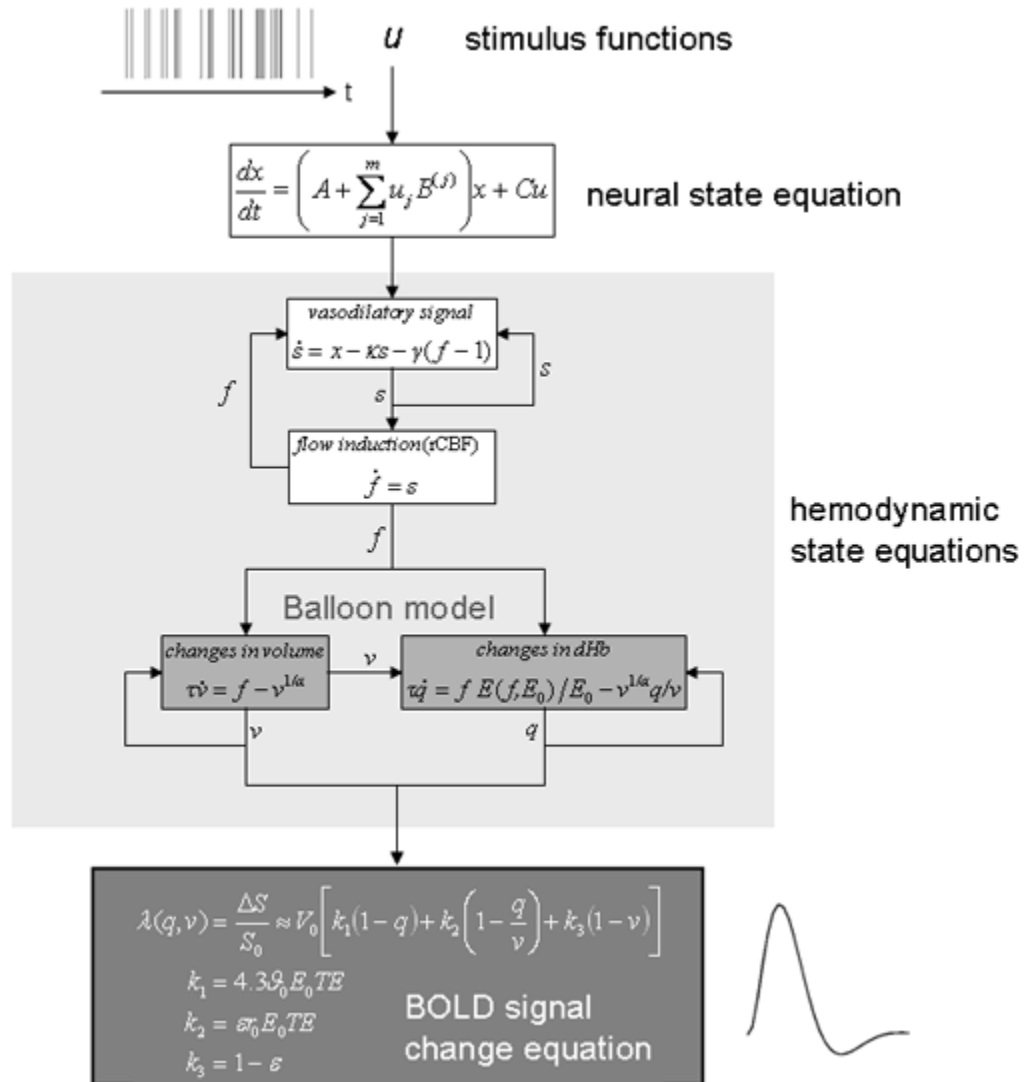 u stimulus functions
t
dx/dt = (A + ∑_{j=1}^{m} u_j B^{(j)}) x + Cu
neural state equation
vasodilatory signal
ṡ = x − κs − γ(f − 1)
f
s
s
flow induction(rCBF)
ḟ = s
hemodynamic
state equations
f
Balloon model
changes in volume
τv̇ = f − v^{1/α}
v
changes in dHb
τq̇ = f E(f,E₀)/E₀ − v^{1/α} q/v
v
q
λ(q,v) = ΔS/S₀ ≈ V₀[k₁(1 − q) + k₂(1 − q/v) + k₃(1 − v)]
k₁ = 4.3ϑ₀E₀TE
k₂ = εr₀E₀TE
k₃ = 1 − ε
BOLD signal
change equation